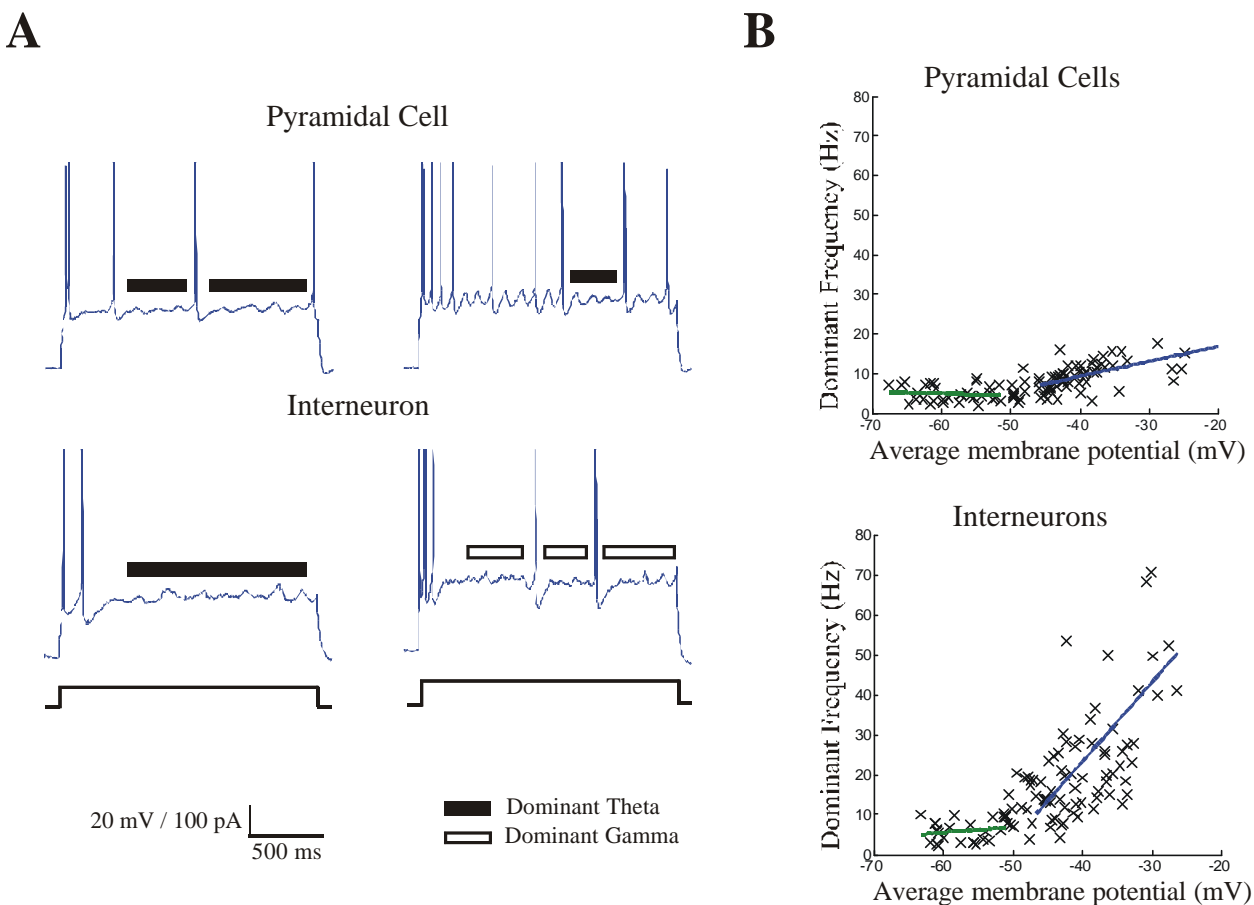 A
B
Pyramidal Cell
Interneuron
20 mV / 100 pA
500 ms
Dominant Theta
Dominant Gamma
Pyramidal Cells
Dominant Frequency (Hz)
80
70
60
50
40
30
20
10
0
-70
-60
-50
-40
-30
-20
Average membrane potential (mV)
Interneurons
Dominant Frequency (Hz)
80
70
60
50
40
30
20
10
0
-70
-60
-50
-40
-30
-20
Average membrane potential (mV)